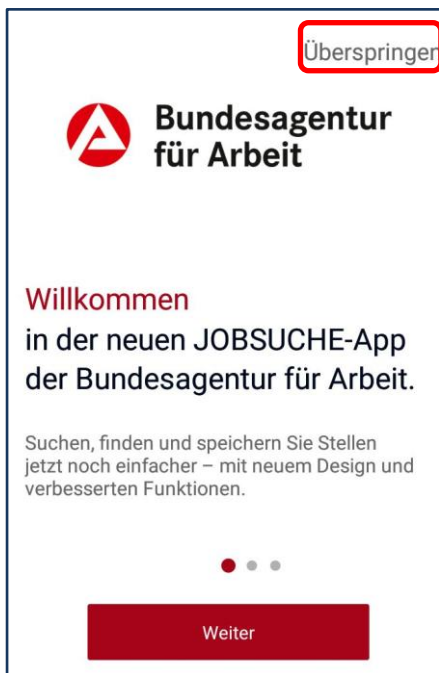 Überspringen
Bundesagentur
für Arbeit
Willkommen
in der neuen JOBSUCHE-App
der Bundesagentur für Arbeit.
Suchen, finden und speichern Sie Stellen
jetzt noch einfacher – mit neuem Design und
verbesserten Funktionen.
Weiter